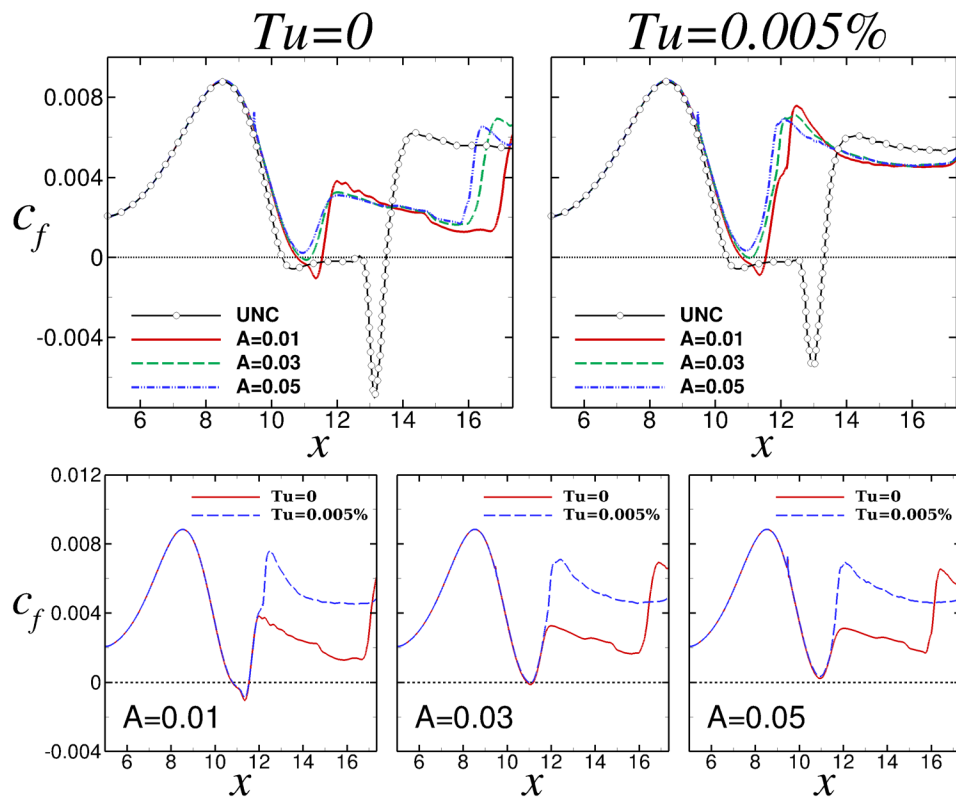 Tu=0
Tu=0.005%
0.008
0.004
0
-0.004
c_f
UNC
A=0.01
A=0.03
A=0.05
6 8 10 12 14 16
x
UNC
A=0.01
A=0.03
A=0.05
6 8 10 12 14 16
x
0.012
0.008
0.004
0
-0.004
c_f
Tu=0
Tu=0.005%
A=0.01
6 8 10 12 14 16
x
Tu=0
Tu=0.005%
A=0.03
6 8 10 12 14 16
x
Tu=0
Tu=0.005%
A=0.05
6 8 10 12 14 16
x